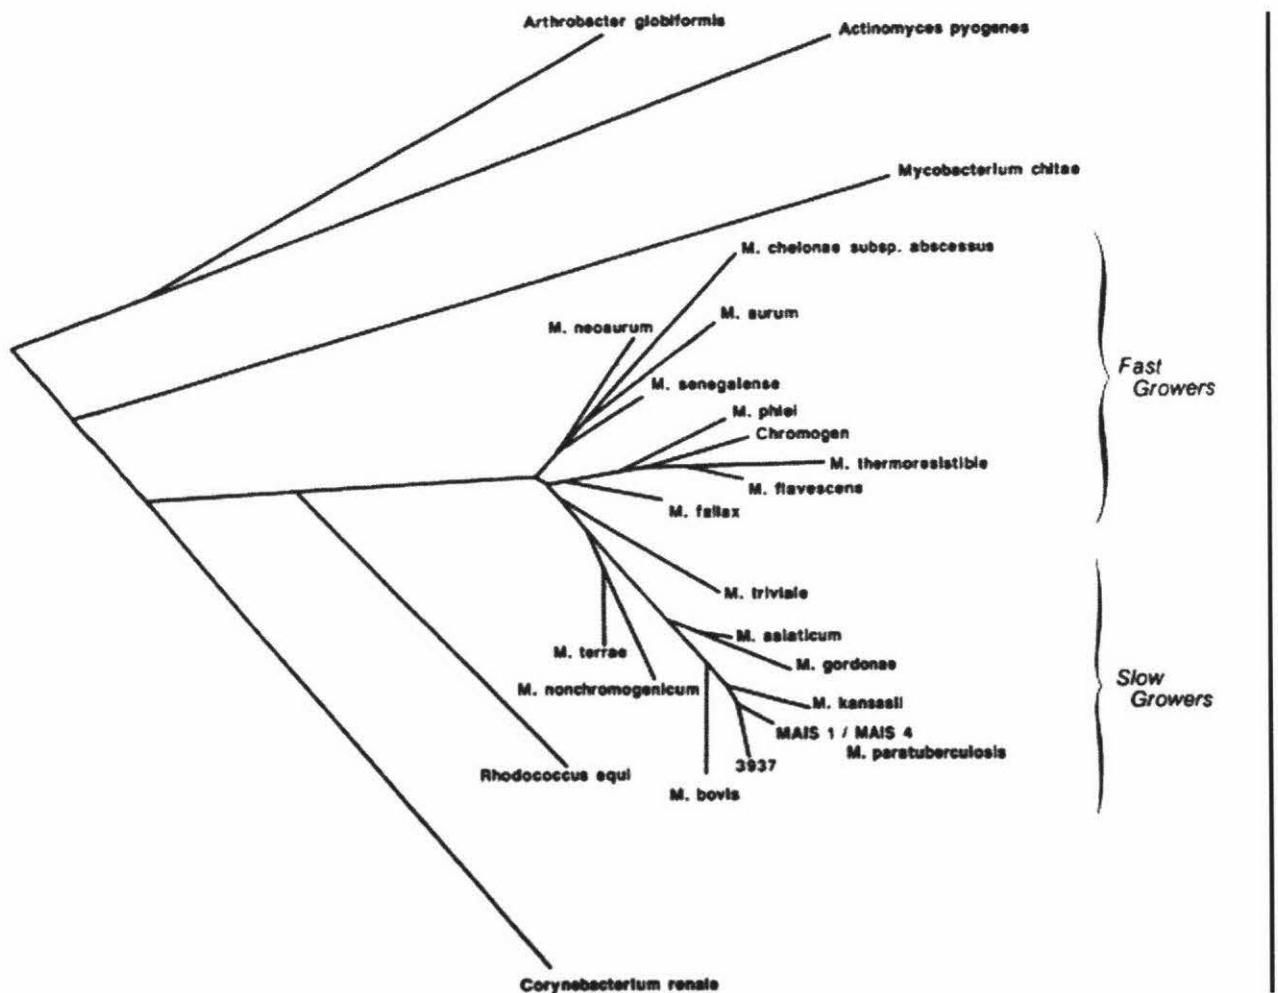 Arthrobacter globiformis
Actinomyces pyogenes
Mycobacterium chitae
M. chelonae subsp. abscessus
M. aurum
M. neoaurum
Fast
Growers
M. senegalense
M. phlei
Chromogen
M. thermoresistible
M. flavescens
M. fallax
M. triviale
M. asiaticum
M. terrae
M. gordonae
Slow
Growers
M. nonchromogenicum
M. kansasii
MAIS 1 / MAIS 4
M. paratuberculosis
3937
Rhodococcus equi
M. bovis
Corynebacterium renale